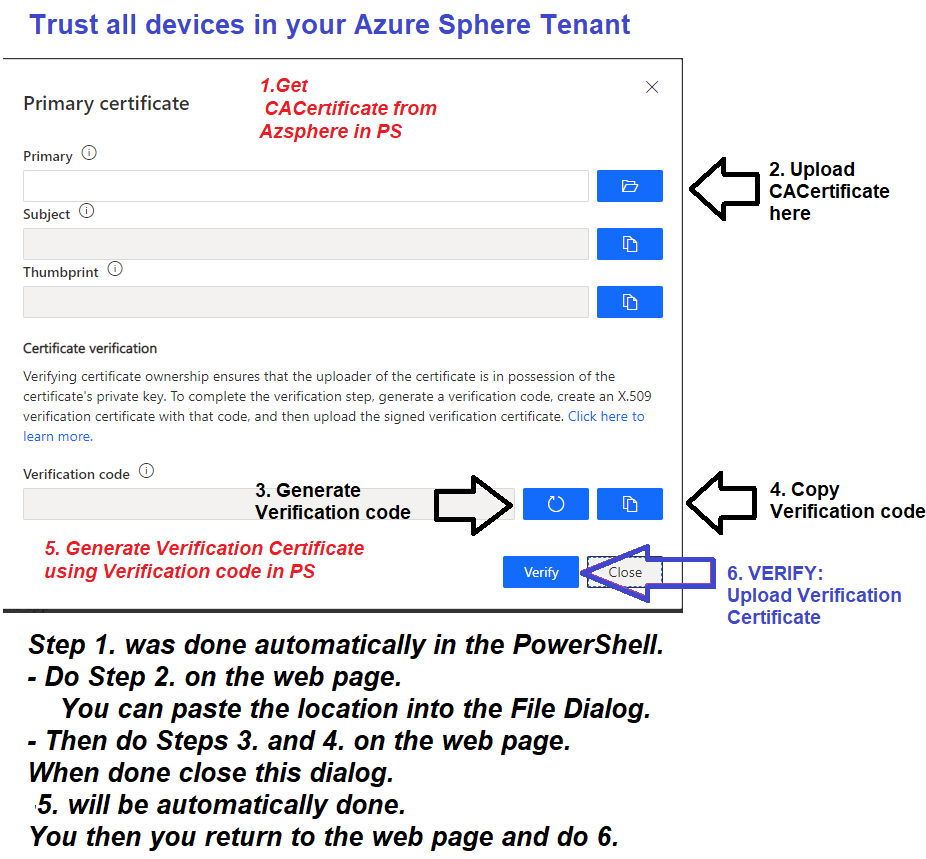 Trust all devices in your Azure Sphere Tenant
Primary certificate
1.Get
CACertificate from
Azsphere in PS
Primary
2. Upload
CACertificate
here
Subject
Thumbprint
Certificate verification
Verifying certificate ownership ensures that the uploader of the certificate is in possession of the
certificate's private key. To complete the verification step, generate a verification code, create an X.509
verification certificate with that code, and then upload the signed verification certificate. Click here to
learn more.
Verification code
3. Generate
Verification code
4. Copy
Verification code
5. Generate Verification Certificate
using Verification code in PS
Verify
Close
6. VERIFY:
Upload Verification
Certificate
Step 1. was done automatically in the PowerShell.
- Do Step 2. on the web page.
You can paste the location into the File Dialog.
- Then do Steps 3. and 4. on the web page.
When done close this dialog.
5. will be automatically done.
You then you return to the web page and do 6.